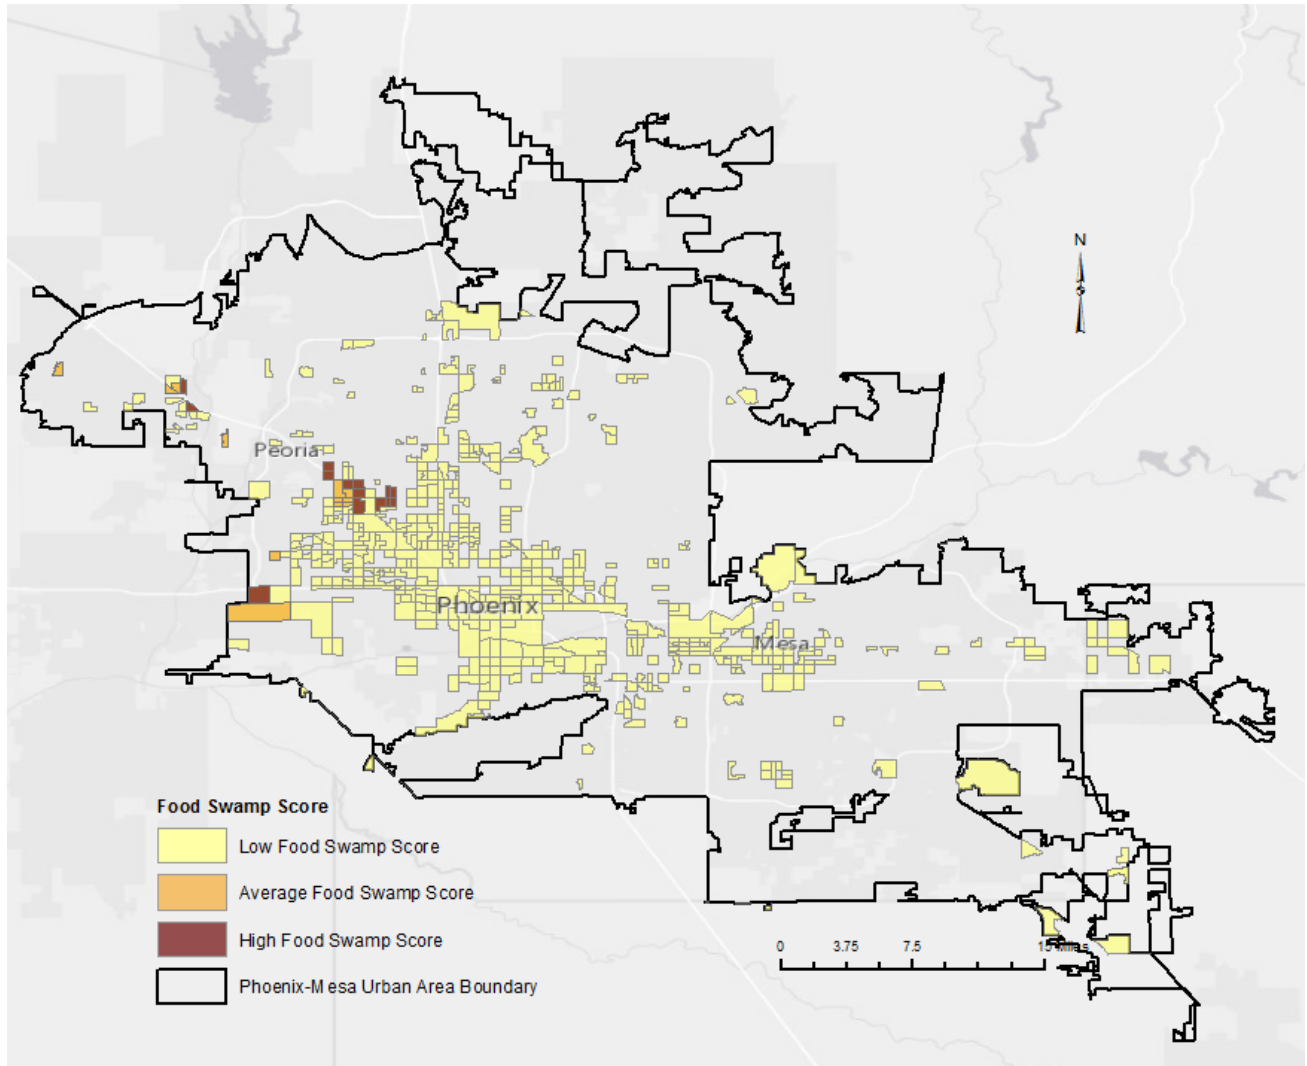 N
Peoria
Phoenix
Mesa
Food Swamp Score
Low Food Swamp Score
Average Food Swamp Score
High Food Swamp Score
Phoenix-Mesa Urban Area Boundary
0 3.75 7.5 15 Miles